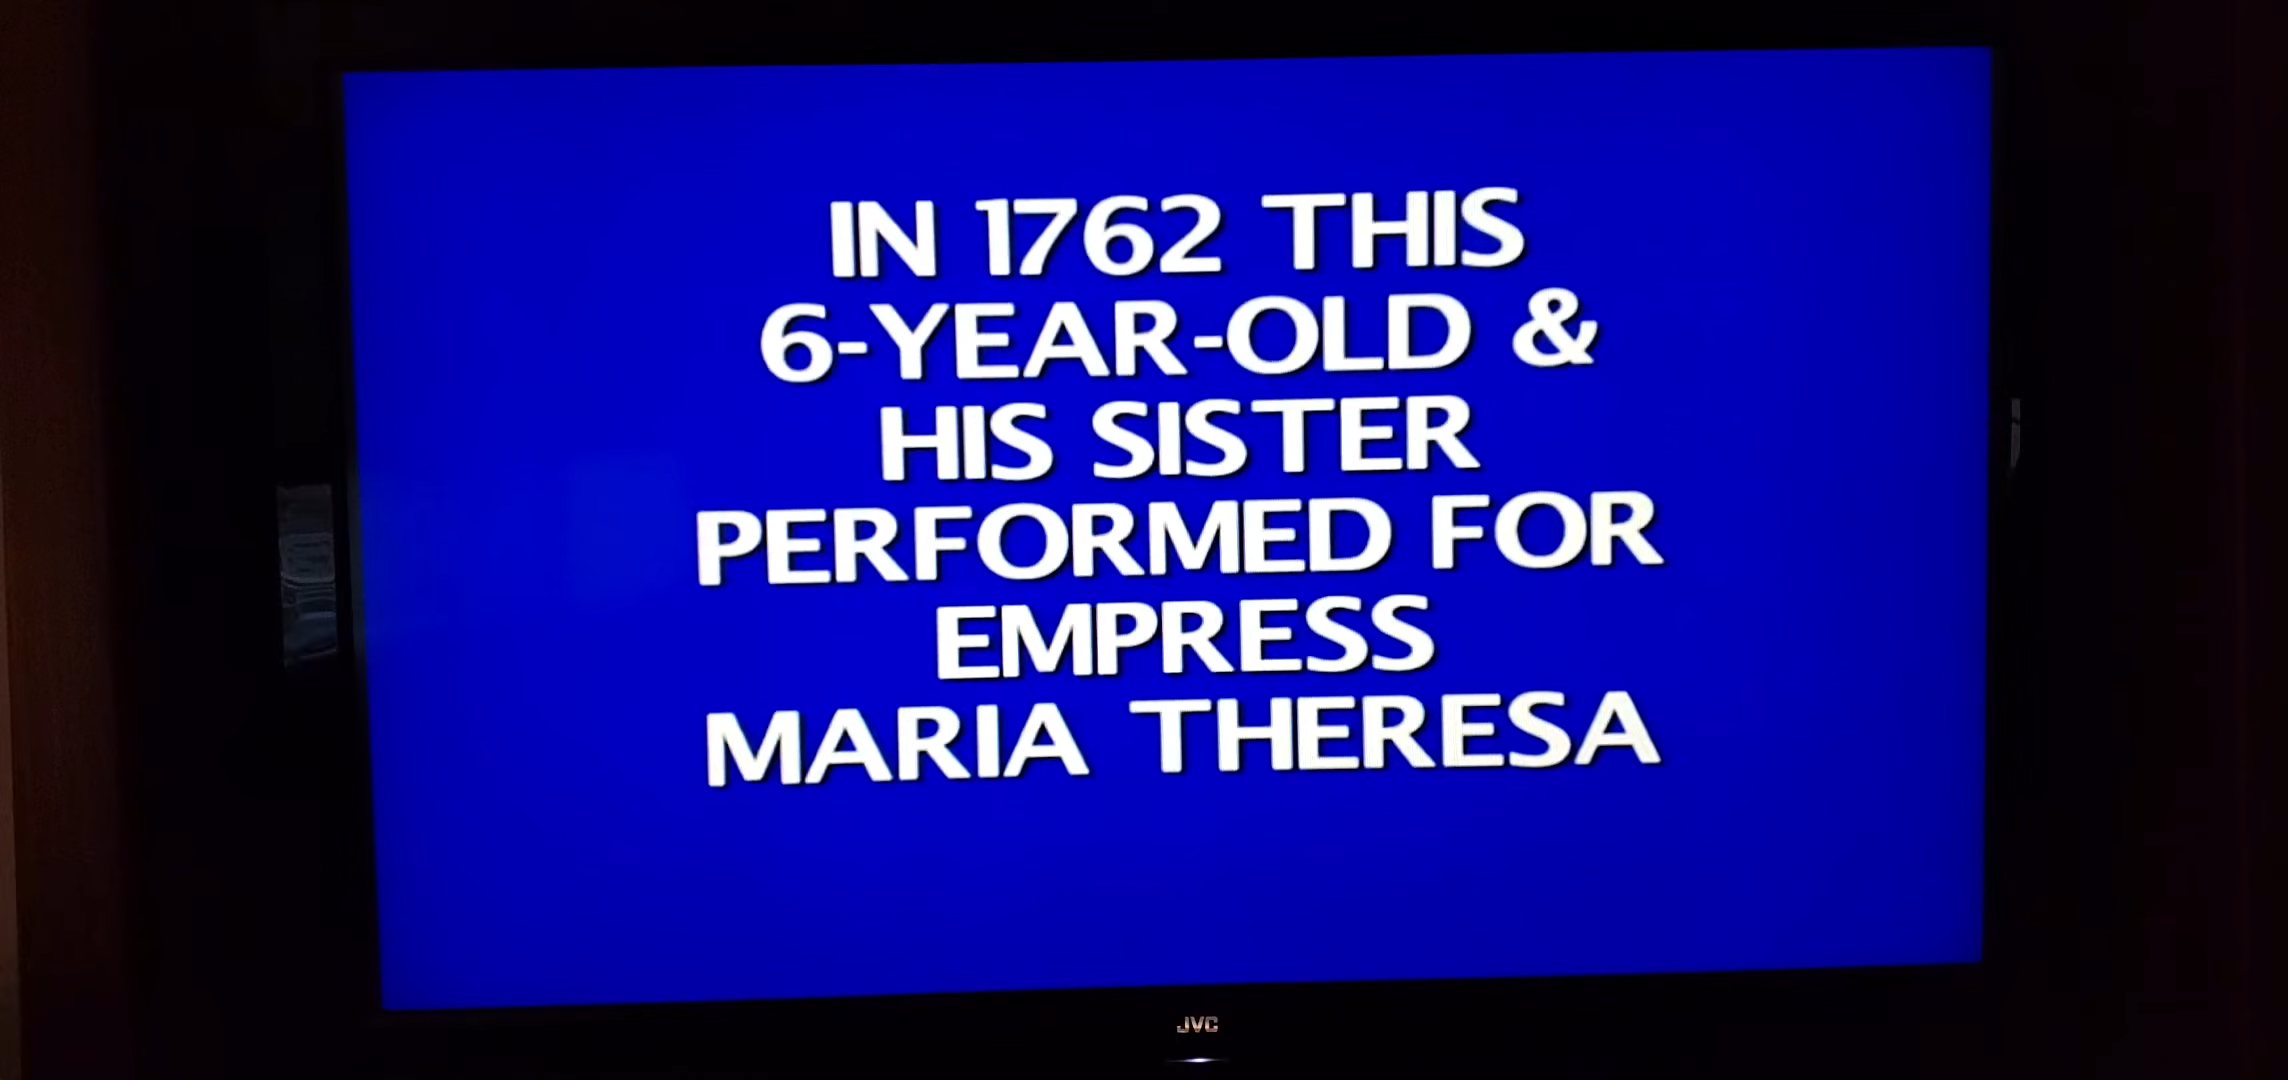 IN 1762 THIS
6-YEAR-OLD &
HIS SISTER
PERFORMED FOR
EMPRESS
MARIA THERESA
JVC